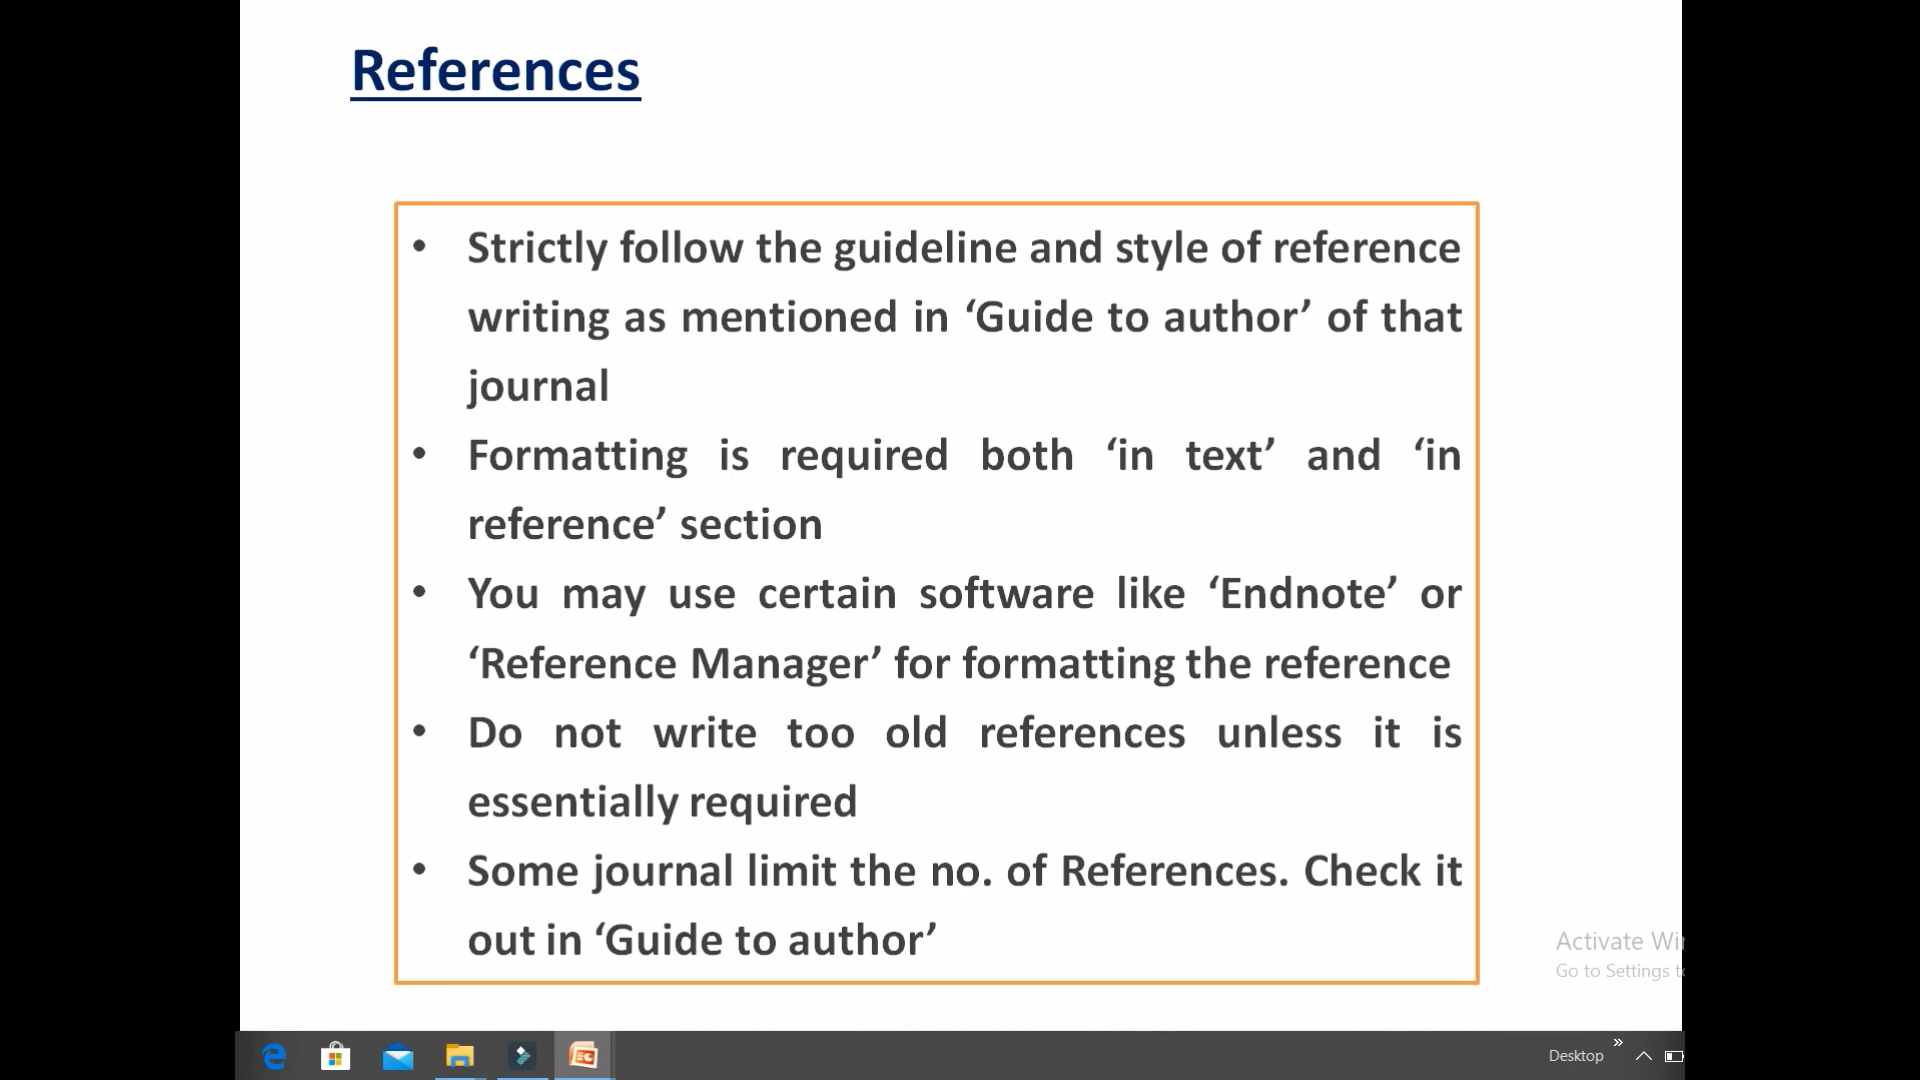 References
• Strictly follow the guideline and style of reference
writing as mentioned in ‘Guide to author’ of that
journal
• Formatting is required both ‘in text’ and ‘in
reference’ section
• You may use certain software like ‘Endnote’ or
‘Reference Manager’ for formatting the reference
• Do not write too old references unless it is
essentially required
• Some journal limit the no. of References. Check it
out in ‘Guide to author’
Activate
Go to Settings
Desktop